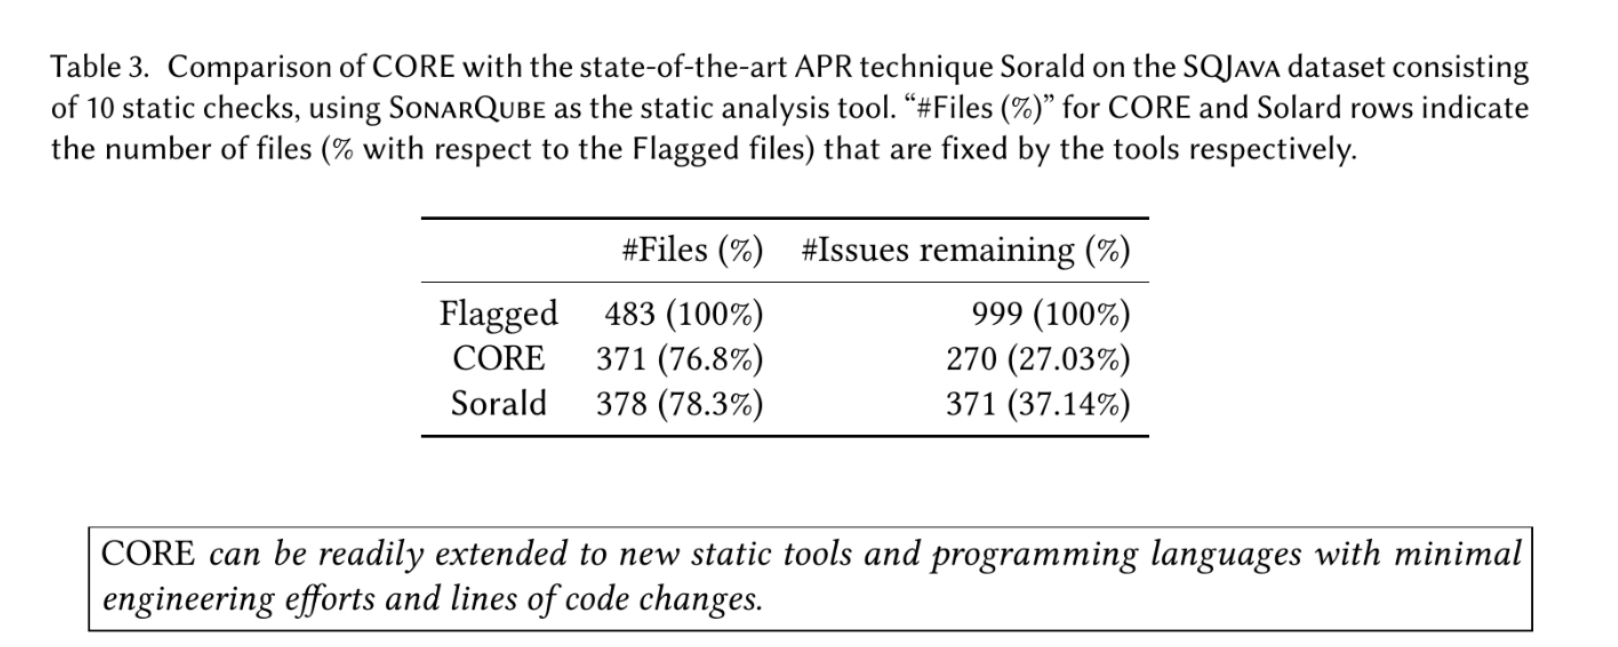 Table 3. Comparison of CORE with the state-of-the-art APR technique Sorald on the SQJAVA dataset consisting
of 10 static checks, using SONARQUBE as the static analysis tool. “#Files (%)” for CORE and Solard rows indicate
the number of files (% with respect to the Flagged files) that are fixed by the tools respectively.
#Files (%) #Issues remaining (%)
Flagged 483 (100%) 999 (100%)
CORE 371 (76.8%) 270 (27.03%)
Sorald 378 (78.3%) 371 (37.14%)
CORE can be readily extended to new static tools and programming languages with minimal
engineering efforts and lines of code changes.